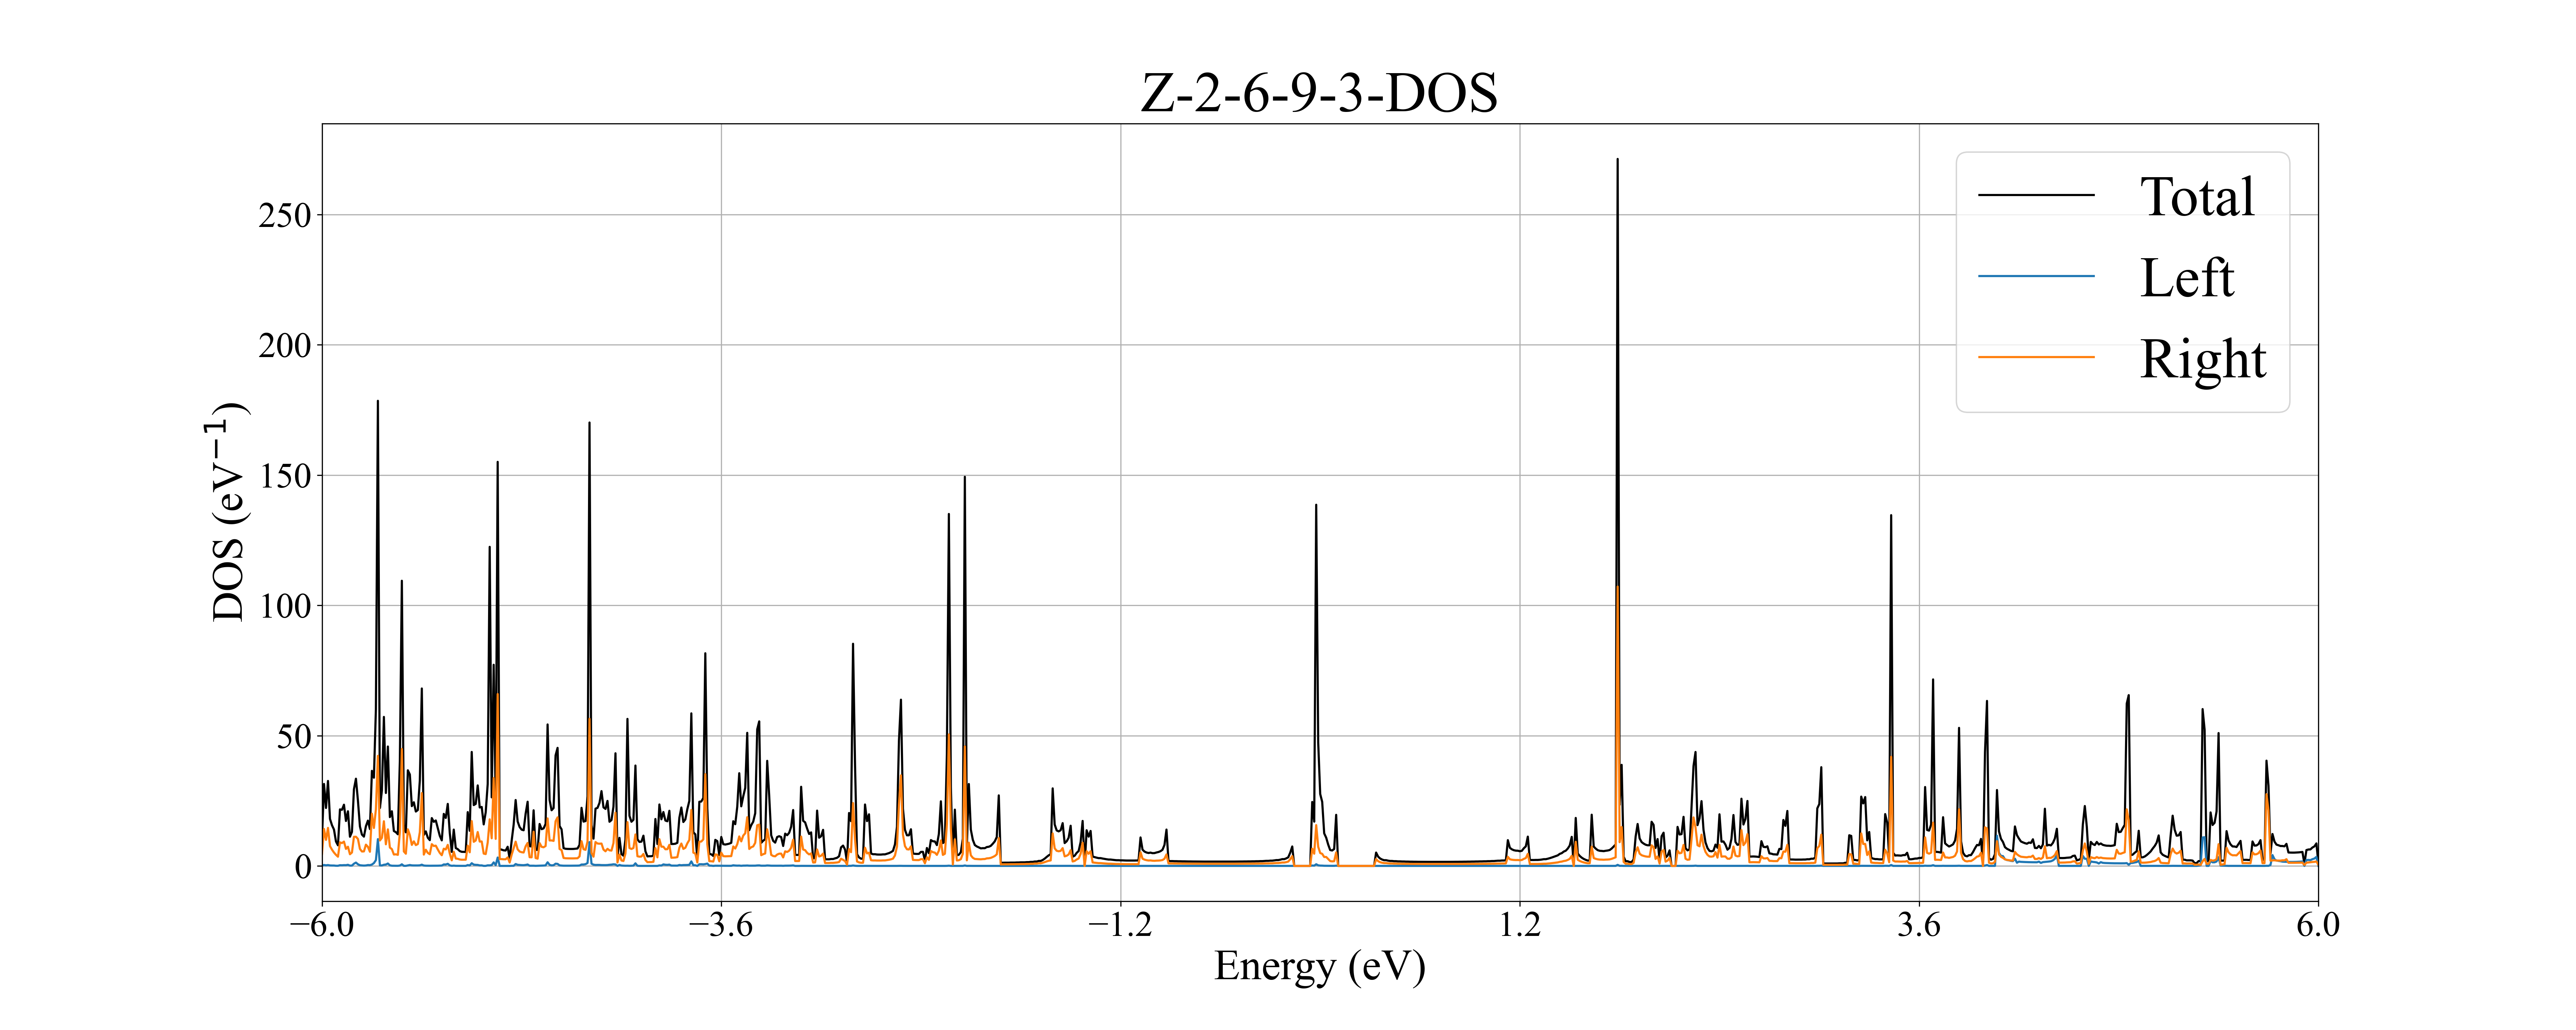 Z-2-6-9-3-DOS
DOS (eV⁻¹)
250
200
150
100
50
0
Total
Left
Right
−6.0 −3.6 −1.2 1.2 3.6 6.0
Energy (eV)